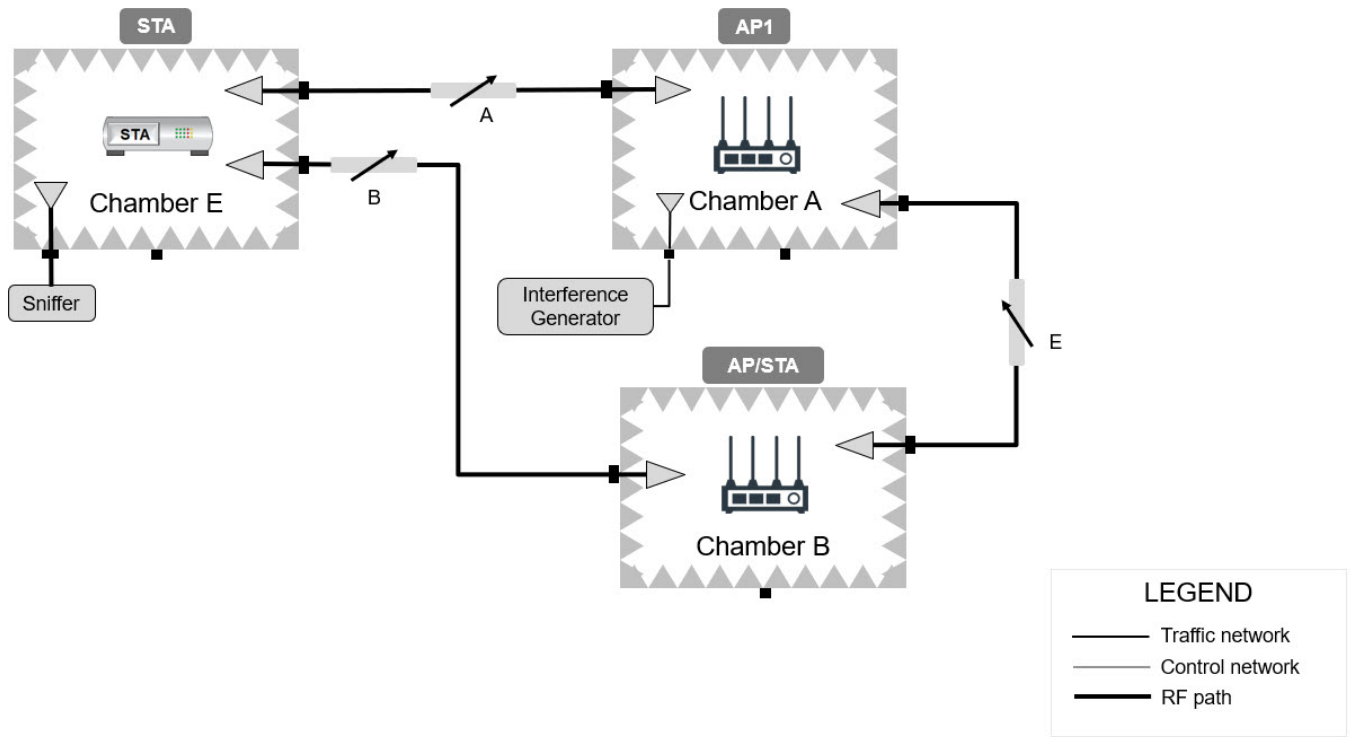 STA
AP1
A
STA
B
Chamber E
Chamber A
Sniffer
Interference
Generator
E
AP/STA
Chamber B
LEGEND
Traffic network
Control network
RF path